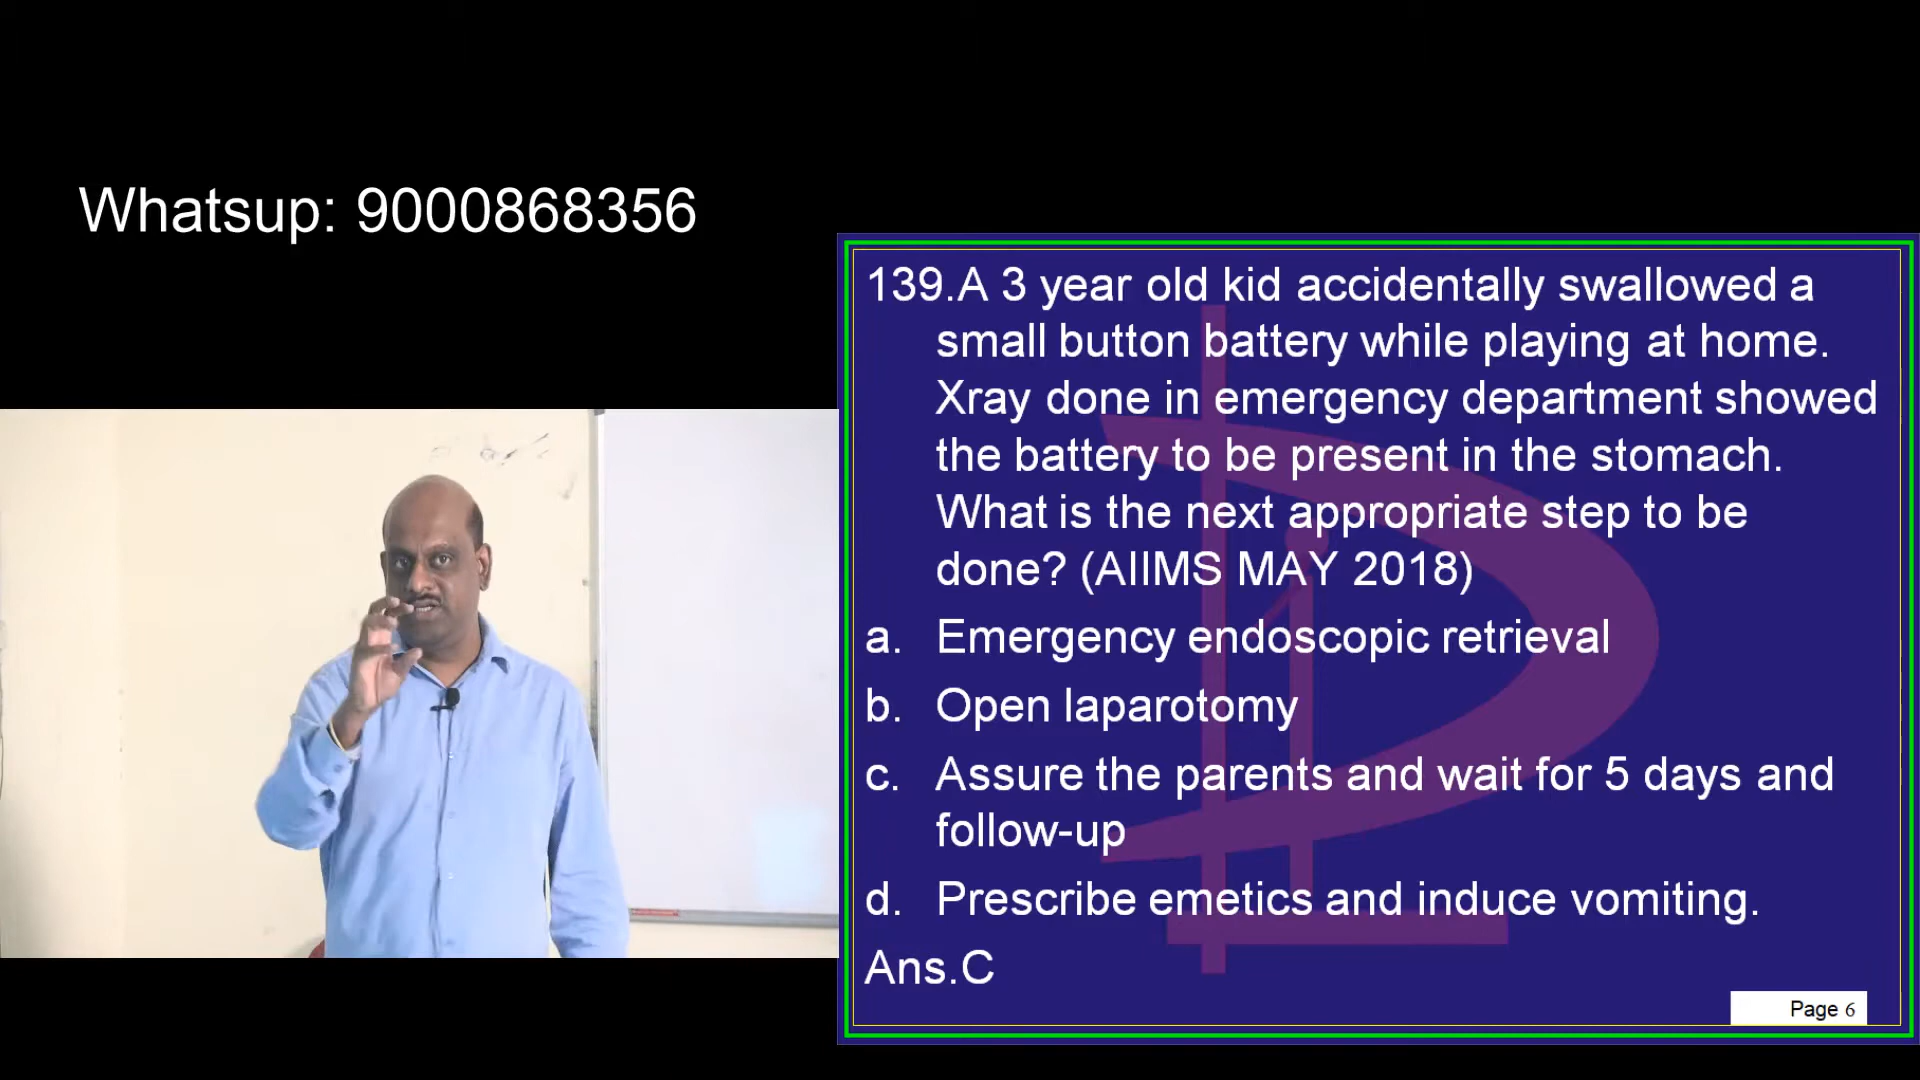 Whatsup: 9000868356
139.A 3 year old kid accidentally swallowed a
small button battery while playing at home.
Xray done in emergency department showed
the battery to be present in the stomach.
What is the next appropriate step to be
done? (AIIMS MAY 2018)
a. Emergency endoscopic retrieval
b. Open laparotomy
c. Assure the parents and wait for 5 days and
follow-up
d. Prescribe emetics and induce vomiting.
Ans.C
Page 6